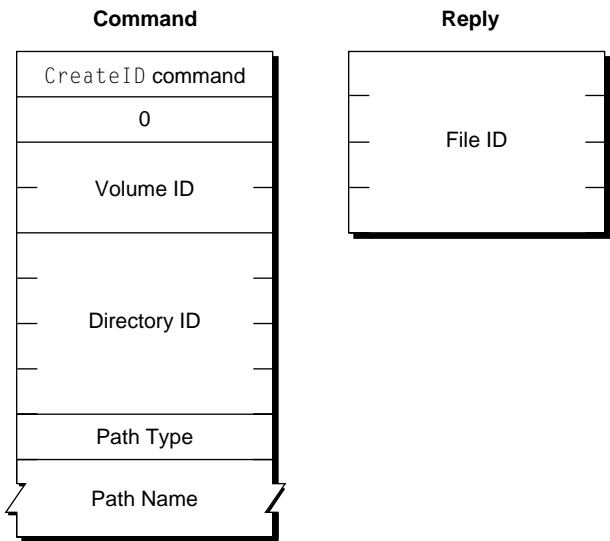 Command
CreateID command
0
Volume ID
Directory ID
Path Type
Path Name
Reply
File ID